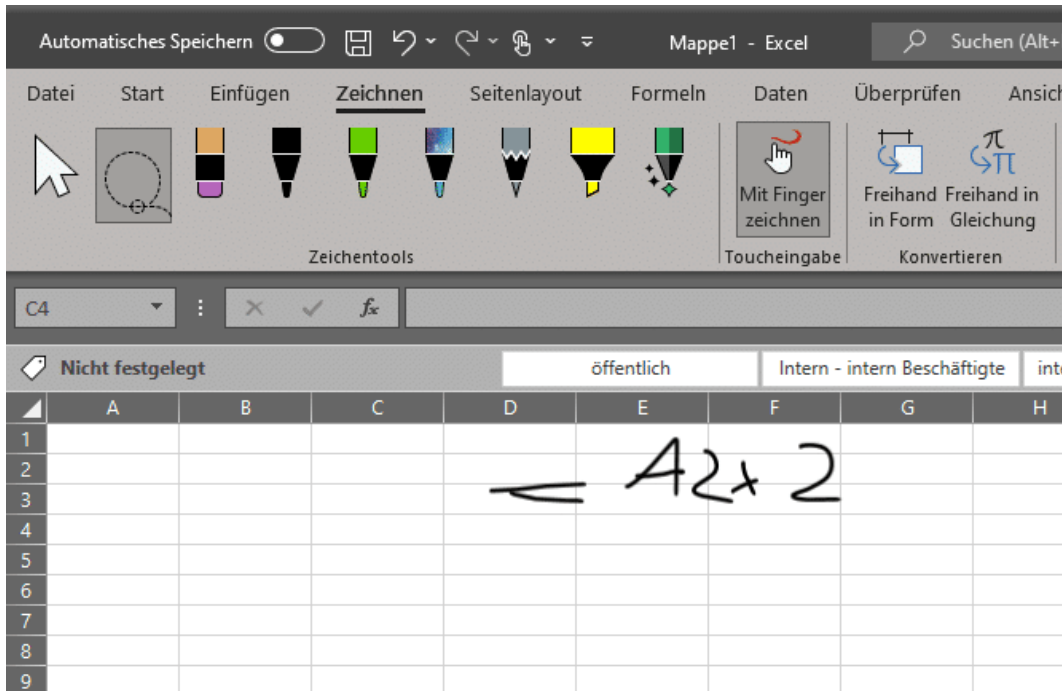 Automatisches Speichern Mappe1 - Excel Suchen (Alt+
Datei Start Einfügen Zeichnen Seitenlayout Formeln Daten Überprüfen Ansich
Mit Finger
zeichnen
Freihand
in Form
Freihand in
Gleichung
Zeichentools Toucheingabe Konvertieren
C4 fx
Nicht festgelegt öffentlich Intern - intern Beschäftigte int
A B C D E F G H
1
2
3
4
5
6
7
8
9
= A2x 2